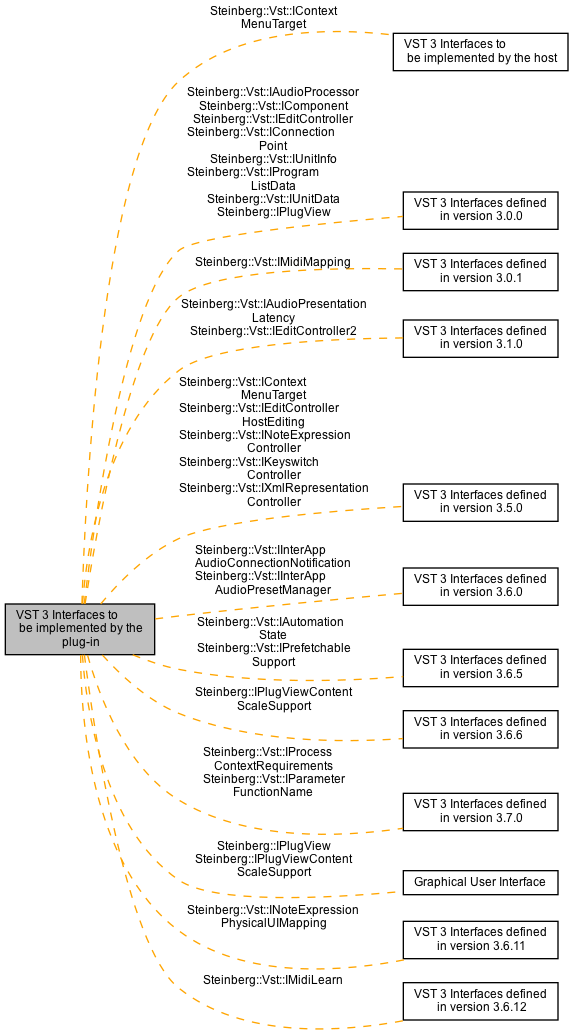 Steinberg::Vst::IContext
MenuTarget
VST 3 Interfaces to
be implemented by the host
Steinberg::Vst::IAudioProcessor
Steinberg::Vst::IComponent
Steinberg::Vst::IEditController
Steinberg::Vst::IConnection
Point
Steinberg::Vst::IUnitInfo
Steinberg::Vst::IProgram
ListData
Steinberg::Vst::IUnitData
Steinberg::IPlugView
VST 3 Interfaces defined
in version 3.0.0
Steinberg::Vst::IMidiMapping
VST 3 Interfaces defined
in version 3.0.1
Steinberg::Vst::IAudioPresentation
Latency
Steinberg::Vst::IEditController2
VST 3 Interfaces defined
in version 3.1.0
Steinberg::Vst::IContext
MenuTarget
Steinberg::Vst::IEditController
HostEditing
Steinberg::Vst::INoteExpression
Controller
Steinberg::Vst::IKeyswitch
Controller
Steinberg::Vst::IXmlRepresentation
Controller
VST 3 Interfaces defined
in version 3.5.0
Steinberg::Vst::IInterApp
AudioConnectionNotification
Steinberg::Vst::IInterApp
AudioPresetManager
VST 3 Interfaces defined
in version 3.6.0
VST 3 Interfaces to
be implemented by the
plug-in
Steinberg::Vst::IAutomation
State
Steinberg::Vst::IPrefetchable
Support
VST 3 Interfaces defined
in version 3.6.5
Steinberg::IPlugViewContent
ScaleSupport
VST 3 Interfaces defined
in version 3.6.6
Steinberg::Vst::IProcess
ContextRequirements
Steinberg::Vst::IParameter
FunctionName
VST 3 Interfaces defined
in version 3.7.0
Steinberg::IPlugView
Steinberg::IPlugViewContent
ScaleSupport
Graphical User Interface
Steinberg::Vst::INoteExpression
PhysicalUIMapping
VST 3 Interfaces defined
in version 3.6.11
Steinberg::Vst::IMidiLearn
VST 3 Interfaces defined
in version 3.6.12